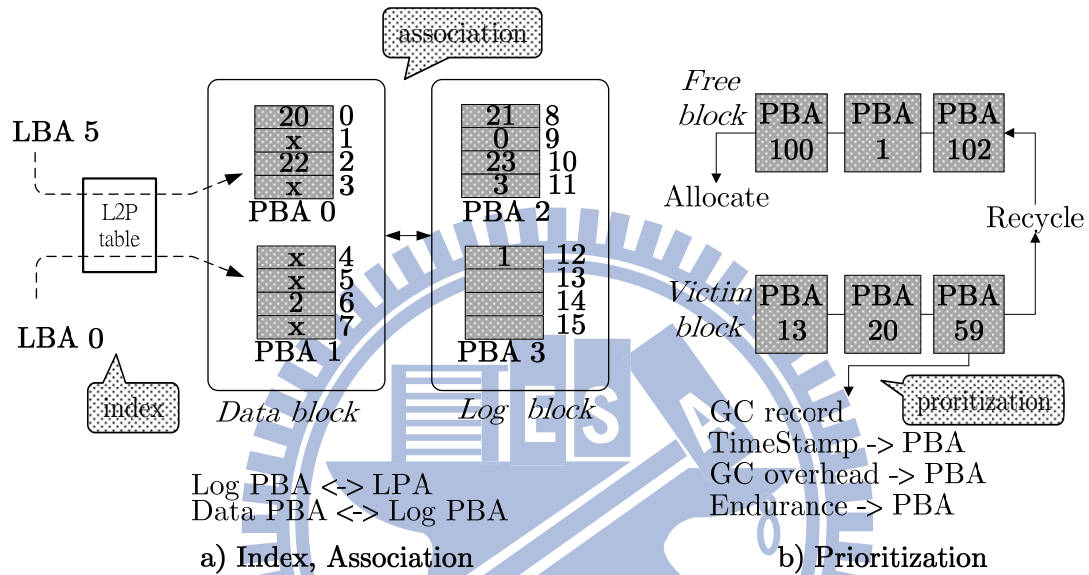 association
LBA 5
L2P
table
LBA 0
index
20 0
x 1
22 2
x 3
PBA 0
x 4
x 5
2 6
x 7
PBA 1
Data block
21 8
0 9
23 10
3 11
PBA 2
1 12
13
14
15
PBA 3
Log block
Log PBA <-> LPA
Data PBA <-> Log PBA
a) Index, Association
Free
block
PBA
100
PBA
1
PBA
102
Allocate
Recycle
Victim
block
PBA
13
PBA
20
PBA
59
proritization
GC record
TimeStamp -> PBA
GC overhead -> PBA
Endurance -> PBA
b) Prioritization
E S A